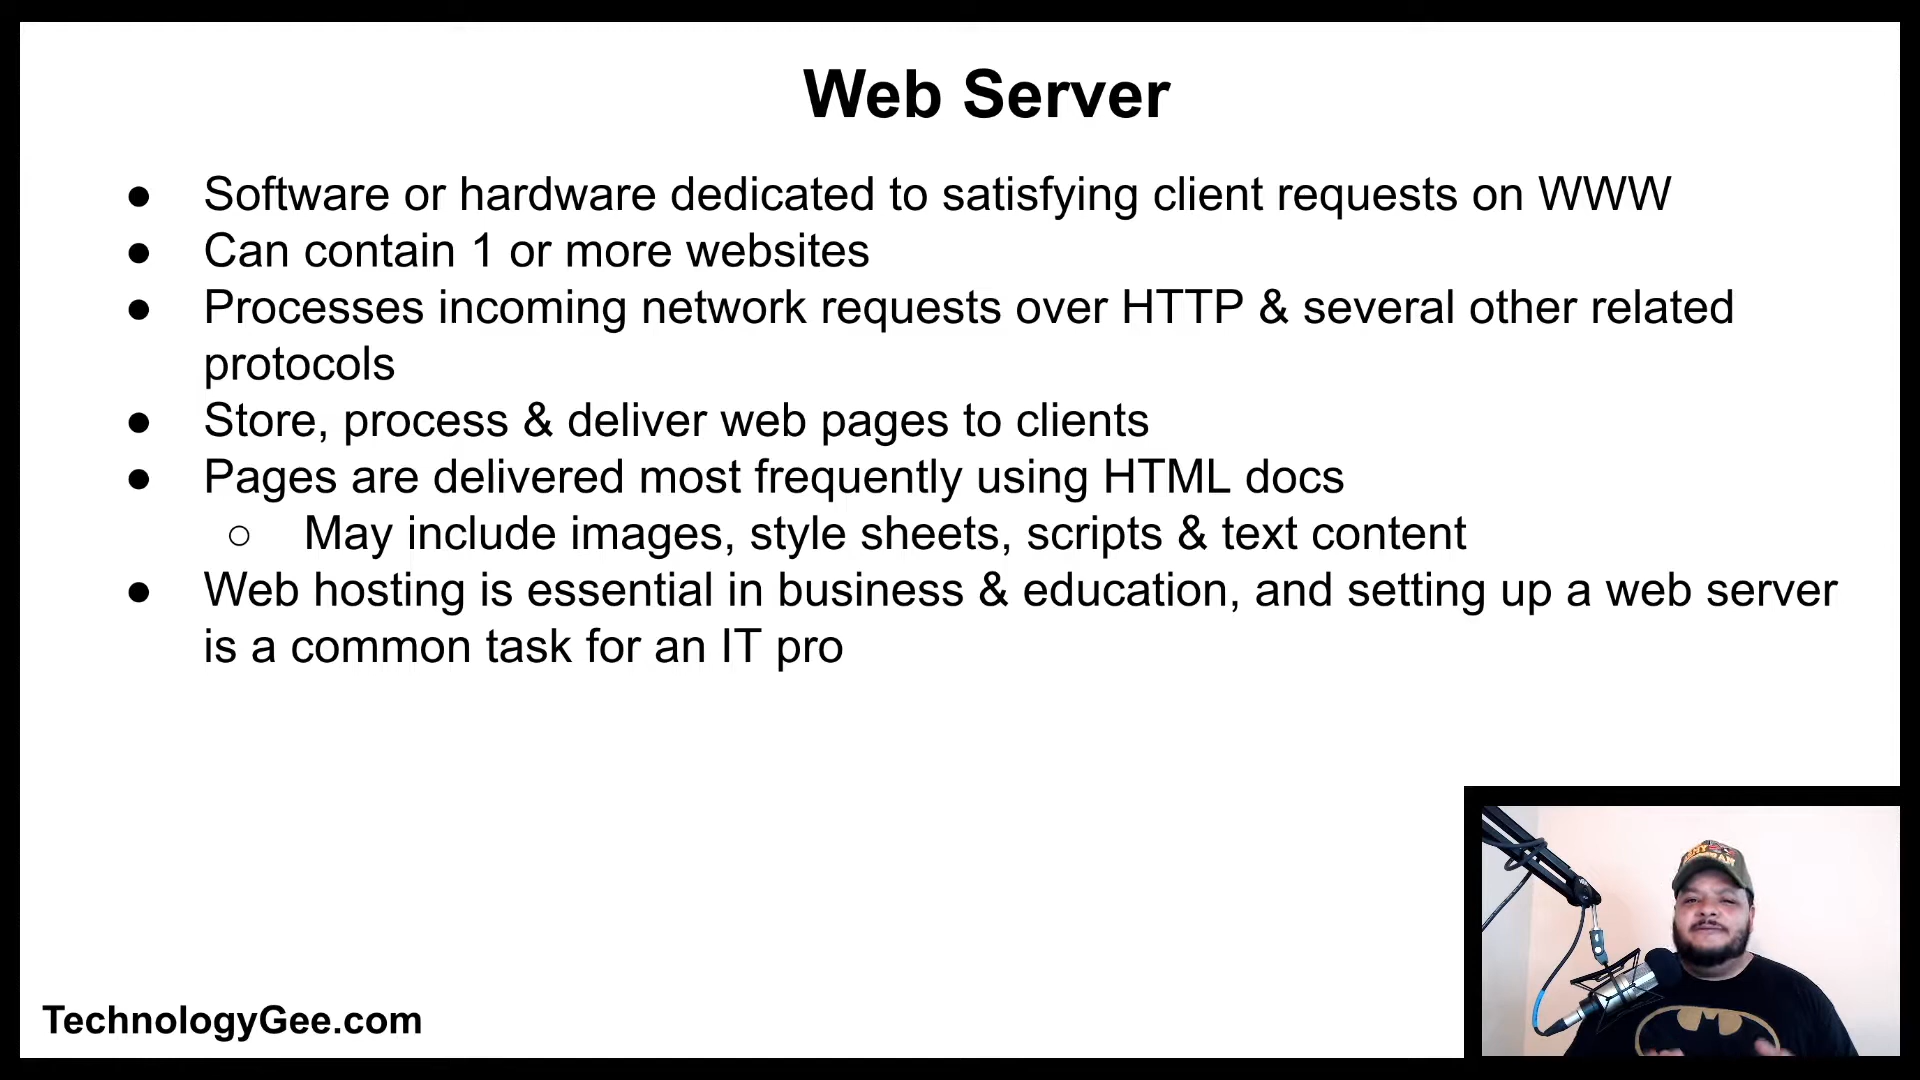 Web Server
● Software or hardware dedicated to satisfying client requests on WWW
● Can contain 1 or more websites
● Processes incoming network requests over HTTP & several other related
protocols
● Store, process & deliver web pages to clients
● Pages are delivered most frequently using HTML docs
○ May include images, style sheets, scripts & text content
● Web hosting is essential in business & education, and setting up a web server
is a common task for an IT pro
TechnologyGee.com